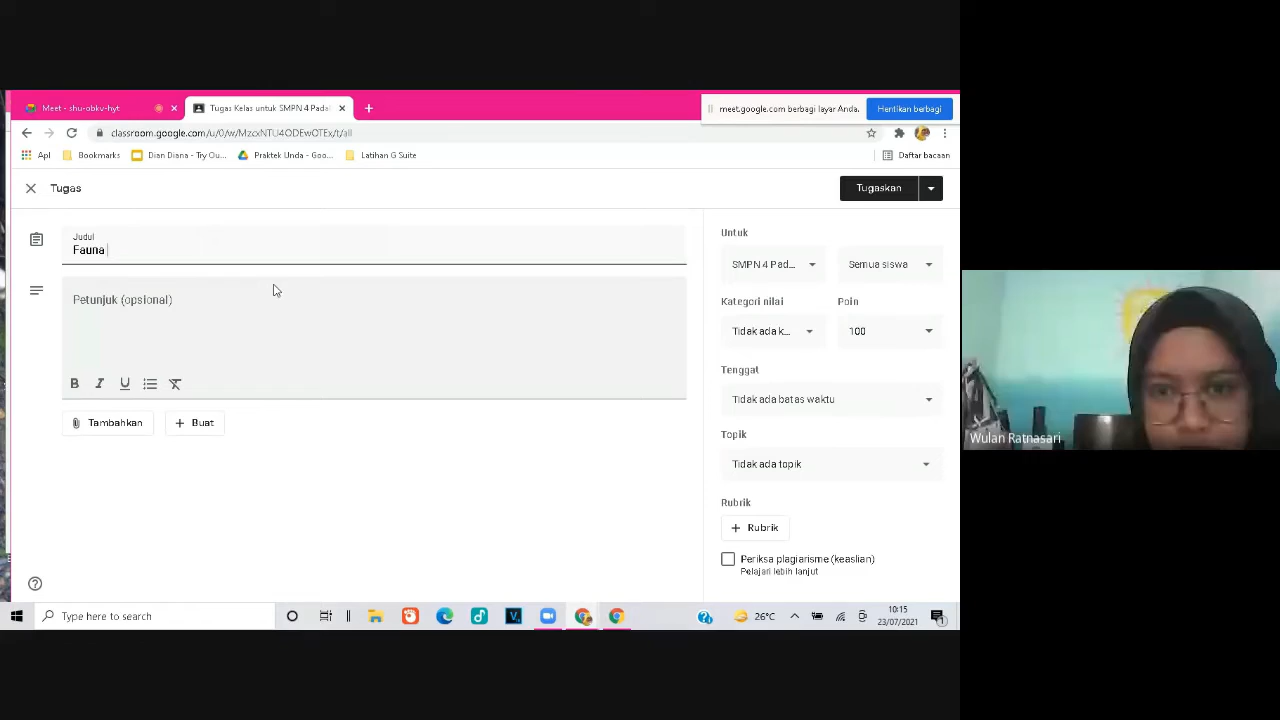 Meet - shu-obkv-hyt
Tugas Kelas untuk SMPN 4 Pada
meet.google.com berbagi layar Anda.
Hentikan berbagi
classroom.google.com/u/0/w/MzcxNTU4ODEwOTEx/t/all
Apl
Bookmarks
Dian Diana - Try Ou...
Praktek Unda - Goo...
Latihan G Suite
Daftar bacaan
Tugas
Tugaskan
Judul
Fauna
Petunjuk (opsional)
B I U
Tambahkan
+ Buat
Untuk
SMPN 4 Pad...
Semua siswa
Kategori nilai
Poin
Tidak ada k...
100
Tenggat
Tidak ada batas waktu
Topik
Tidak ada topik
Rubrik
+ Rubrik
Periksa plagiarisme (keaslian)
Pelajari lebih lanjut
Type here to search
26°C
10:15
23/07/2021
Wulan Ratnasari